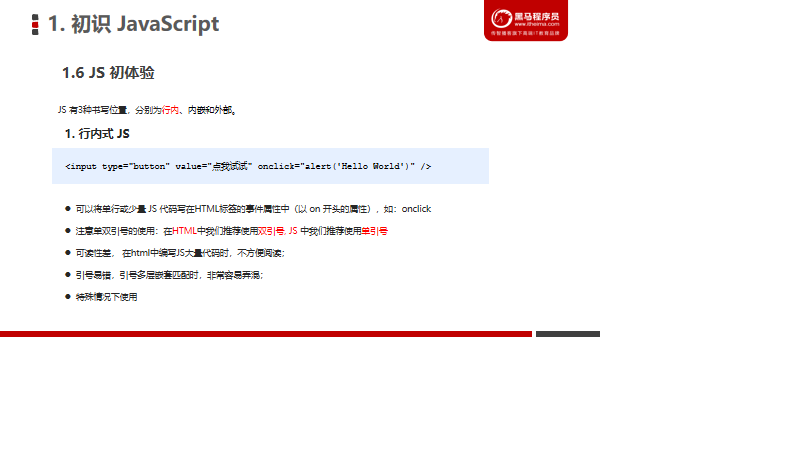 1. 初识 JavaScript
黑马程序员
www.itheima.com
传智播客旗下高端IT教育品牌
1.6 JS 初体验
JS 有3种书写位置，分别为行内、内嵌和外部。
1. 行内式 JS
<input type="button" value="点我试试" onclick="alert('Hello World')" />
● 可以将单行或少量 JS 代码写在HTML标签的事件属性中（以 on 开头的属性），如：onclick
● 注意单双引号的使用：在HTML中我们推荐使用双引号, JS 中我们推荐使用单引号
● 可读性差， 在html中编写JS大量代码时，不方便阅读；
● 引号易错，引号多层嵌套匹配时，非常容易弄混；
● 特殊情况下使用